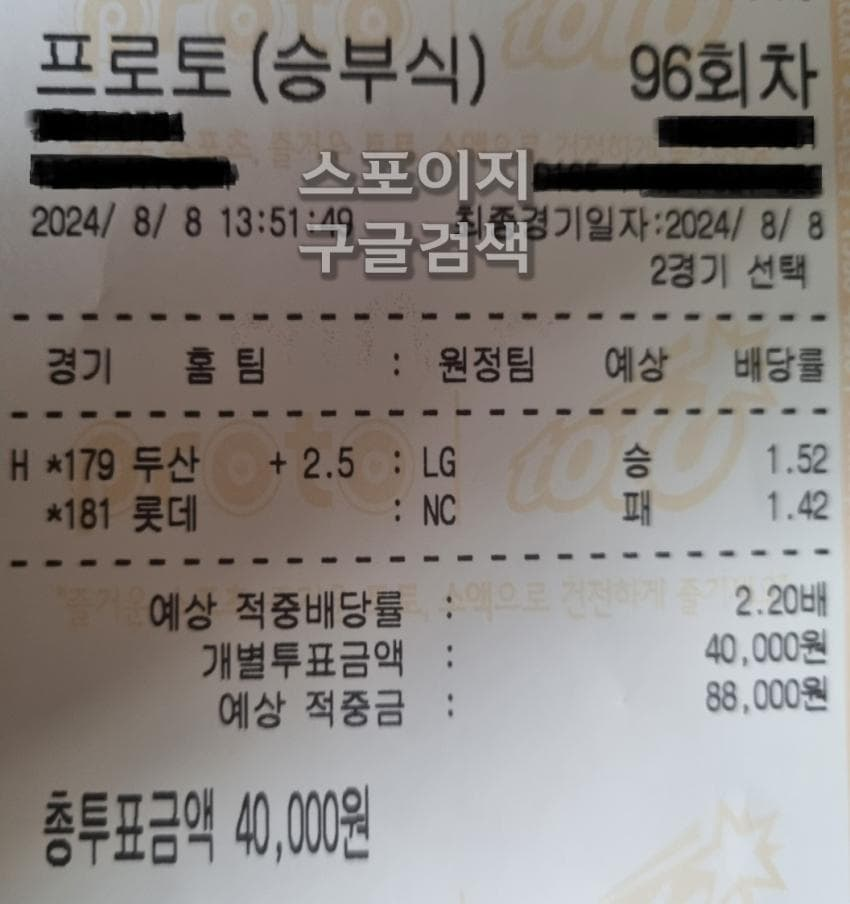 프로토(승부식) 96회차
스포이지
2024/ 8/ 8 13:51:49 최종경기일자:2024/ 8/ 8
구글검색
2경기 선택
경기 홈 팀 : 원정팀 예상 배당률
H *179 두산 + 2.5 : LG 승 1.52
*181 롯데 : NC 패 1.42
예상 적중배당률 : 2.20배
개별투표금액 : 40,000원
예상 적중금 : 88,000원
총투표금액 40,000원